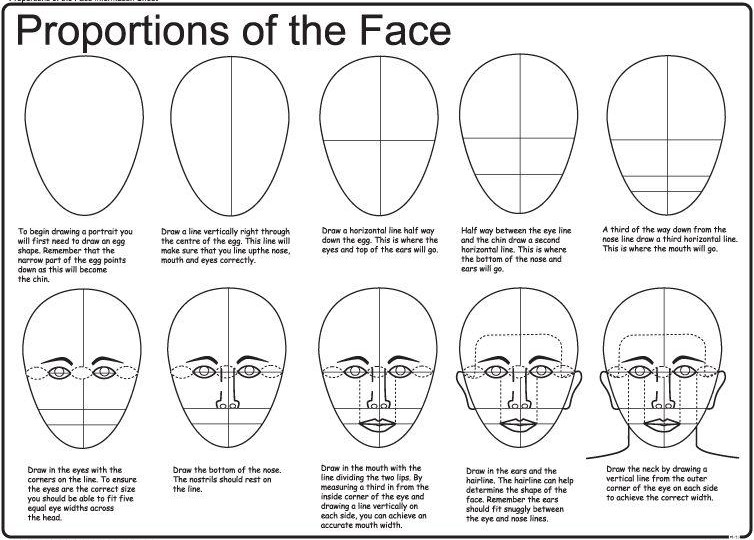 Proportions of the Face Information Sheet
Proportions of the Face
To begin drawing a portrait you
will first need to draw an egg
shape. Remember that the
narrow part of the egg points
down as this will become
the chin.
Draw a line vertically right through
the centre of the egg. This line will
make sure that you line upthe nose,
mouth and eyes correctly.
Draw a horizontal line half way
down the egg. This is where the
eyes and top of the ears will go.
Half way between the eye line
and the chin draw a second
horizontal line. This is where
the bottom of the nose and
ears will go.
A third of the way down from the
nose line draw a third horizontal line.
This is where the mouth will go.
Draw in the eyes with the
corners on the line. To ensure
the eyes are the correct size
you should be able to fit five
equal eye widths across
the head.
Draw the bottom of the nose.
The nostrils should rest on
the line.
Draw in the mouth with the
line dividing the two lips. By
measuring a third in from the
inside corner of the eye and
drawing a line vertically on
each side, you can achieve an
accurate mouth width.
Draw in the ears and the
hairline. The hairline can help
determine the shape of the
face. Remember the ears
should fit snuggly between
the eye and nose lines.
Draw the neck by drawing a
vertical line from the outer
corner of the eye on each side
to achieve the correct width.